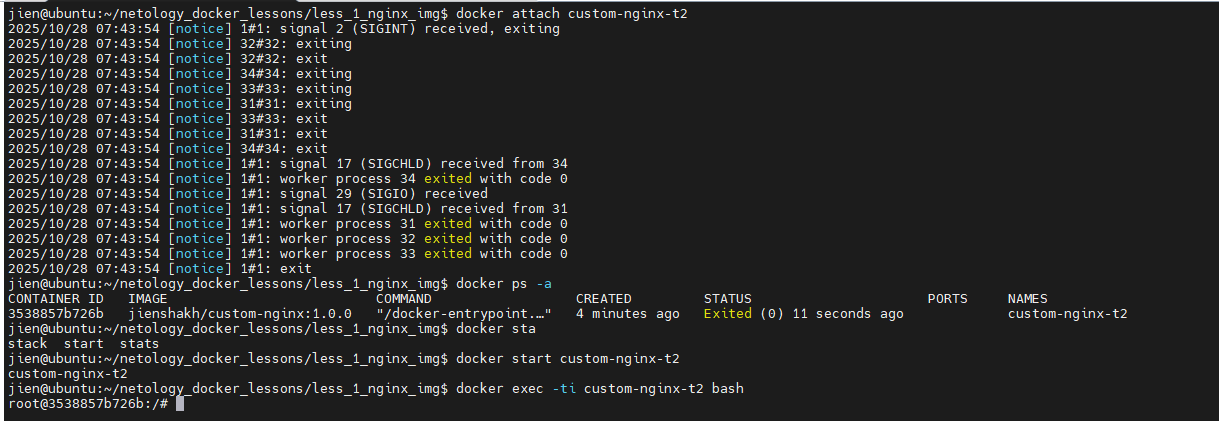 jien@ubuntu:~/netology_docker_lessons/less_1_nginx_img$ docker attach custom-nginx-t2
2025/10/28 07:43:54 [notice] 1#1: signal 2 (SIGINT) received, exiting
2025/10/28 07:43:54 [notice] 32#32: exiting
2025/10/28 07:43:54 [notice] 32#32: exit
2025/10/28 07:43:54 [notice] 34#34: exiting
2025/10/28 07:43:54 [notice] 33#33: exiting
2025/10/28 07:43:54 [notice] 31#31: exiting
2025/10/28 07:43:54 [notice] 33#33: exit
2025/10/28 07:43:54 [notice] 31#31: exit
2025/10/28 07:43:54 [notice] 34#34: exit
2025/10/28 07:43:54 [notice] 1#1: signal 17 (SIGCHLD) received from 34
2025/10/28 07:43:54 [notice] 1#1: worker process 34 exited with code 0
2025/10/28 07:43:54 [notice] 1#1: signal 29 (SIGIO) received
2025/10/28 07:43:54 [notice] 1#1: signal 17 (SIGCHLD) received from 31
2025/10/28 07:43:54 [notice] 1#1: worker process 31 exited with code 0
2025/10/28 07:43:54 [notice] 1#1: worker process 32 exited with code 0
2025/10/28 07:43:54 [notice] 1#1: worker process 33 exited with code 0
2025/10/28 07:43:54 [notice] 1#1: exit
jien@ubuntu:~/netology_docker_lessons/less_1_nginx_img$ docker ps -a
CONTAINER ID   IMAGE                          COMMAND                  CREATED         STATUS                      PORTS     NAMES
3538857b726b   jienshakh/custom-nginx:1.0.0   "/docker-entrypoint.…"   4 minutes ago   Exited (0) 11 seconds ago             custom-nginx-t2
jien@ubuntu:~/netology_docker_lessons/less_1_nginx_img$ docker sta
stack  start  stats
jien@ubuntu:~/netology_docker_lessons/less_1_nginx_img$ docker start custom-nginx-t2
custom-nginx-t2
jien@ubuntu:~/netology_docker_lessons/less_1_nginx_img$ docker exec -ti custom-nginx-t2 bash
root@3538857b726b:/#